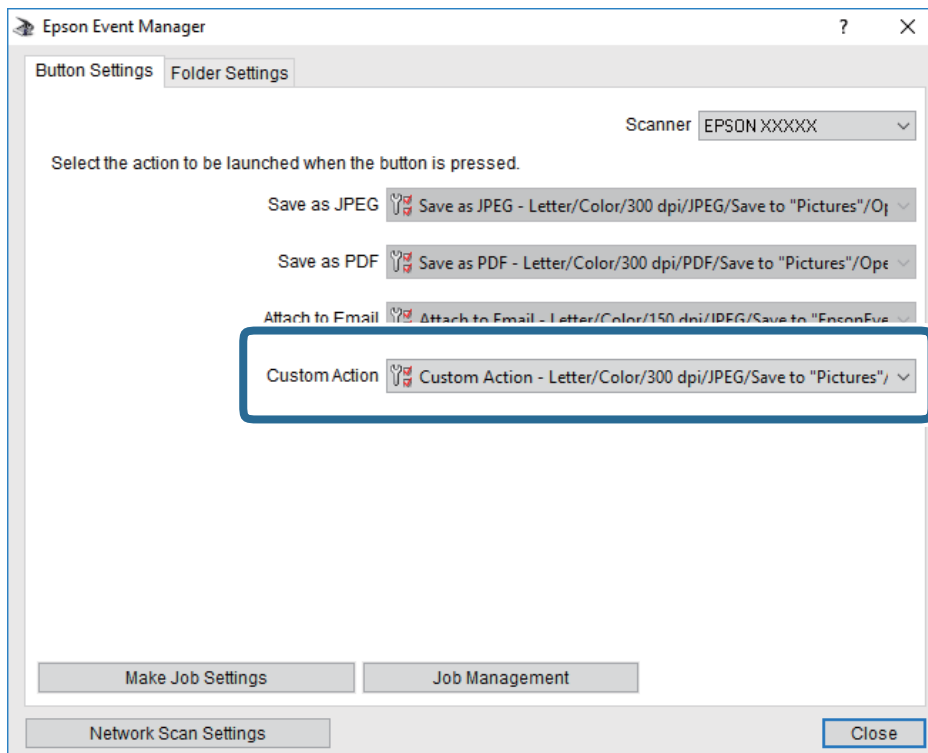 Epson Event Manager
Button Settings Folder Settings
Scanner EPSON XXXXX
Select the action to be launched when the button is pressed.
Save as JPEG Save as JPEG - Letter/Color/300 dpi/JPEG/Save to "Pictures"/Op
Save as PDF Save as PDF - Letter/Color/300 dpi/PDF/Save to "Pictures"/Ope
Attach to Email Attach to Email - Letter/Color/150 dpi/JPEG/Save to "EpsonEve
Custom Action Custom Action - Letter/Color/300 dpi/JPEG/Save to "Pictures"/
Make Job Settings Job Management
Network Scan Settings Close